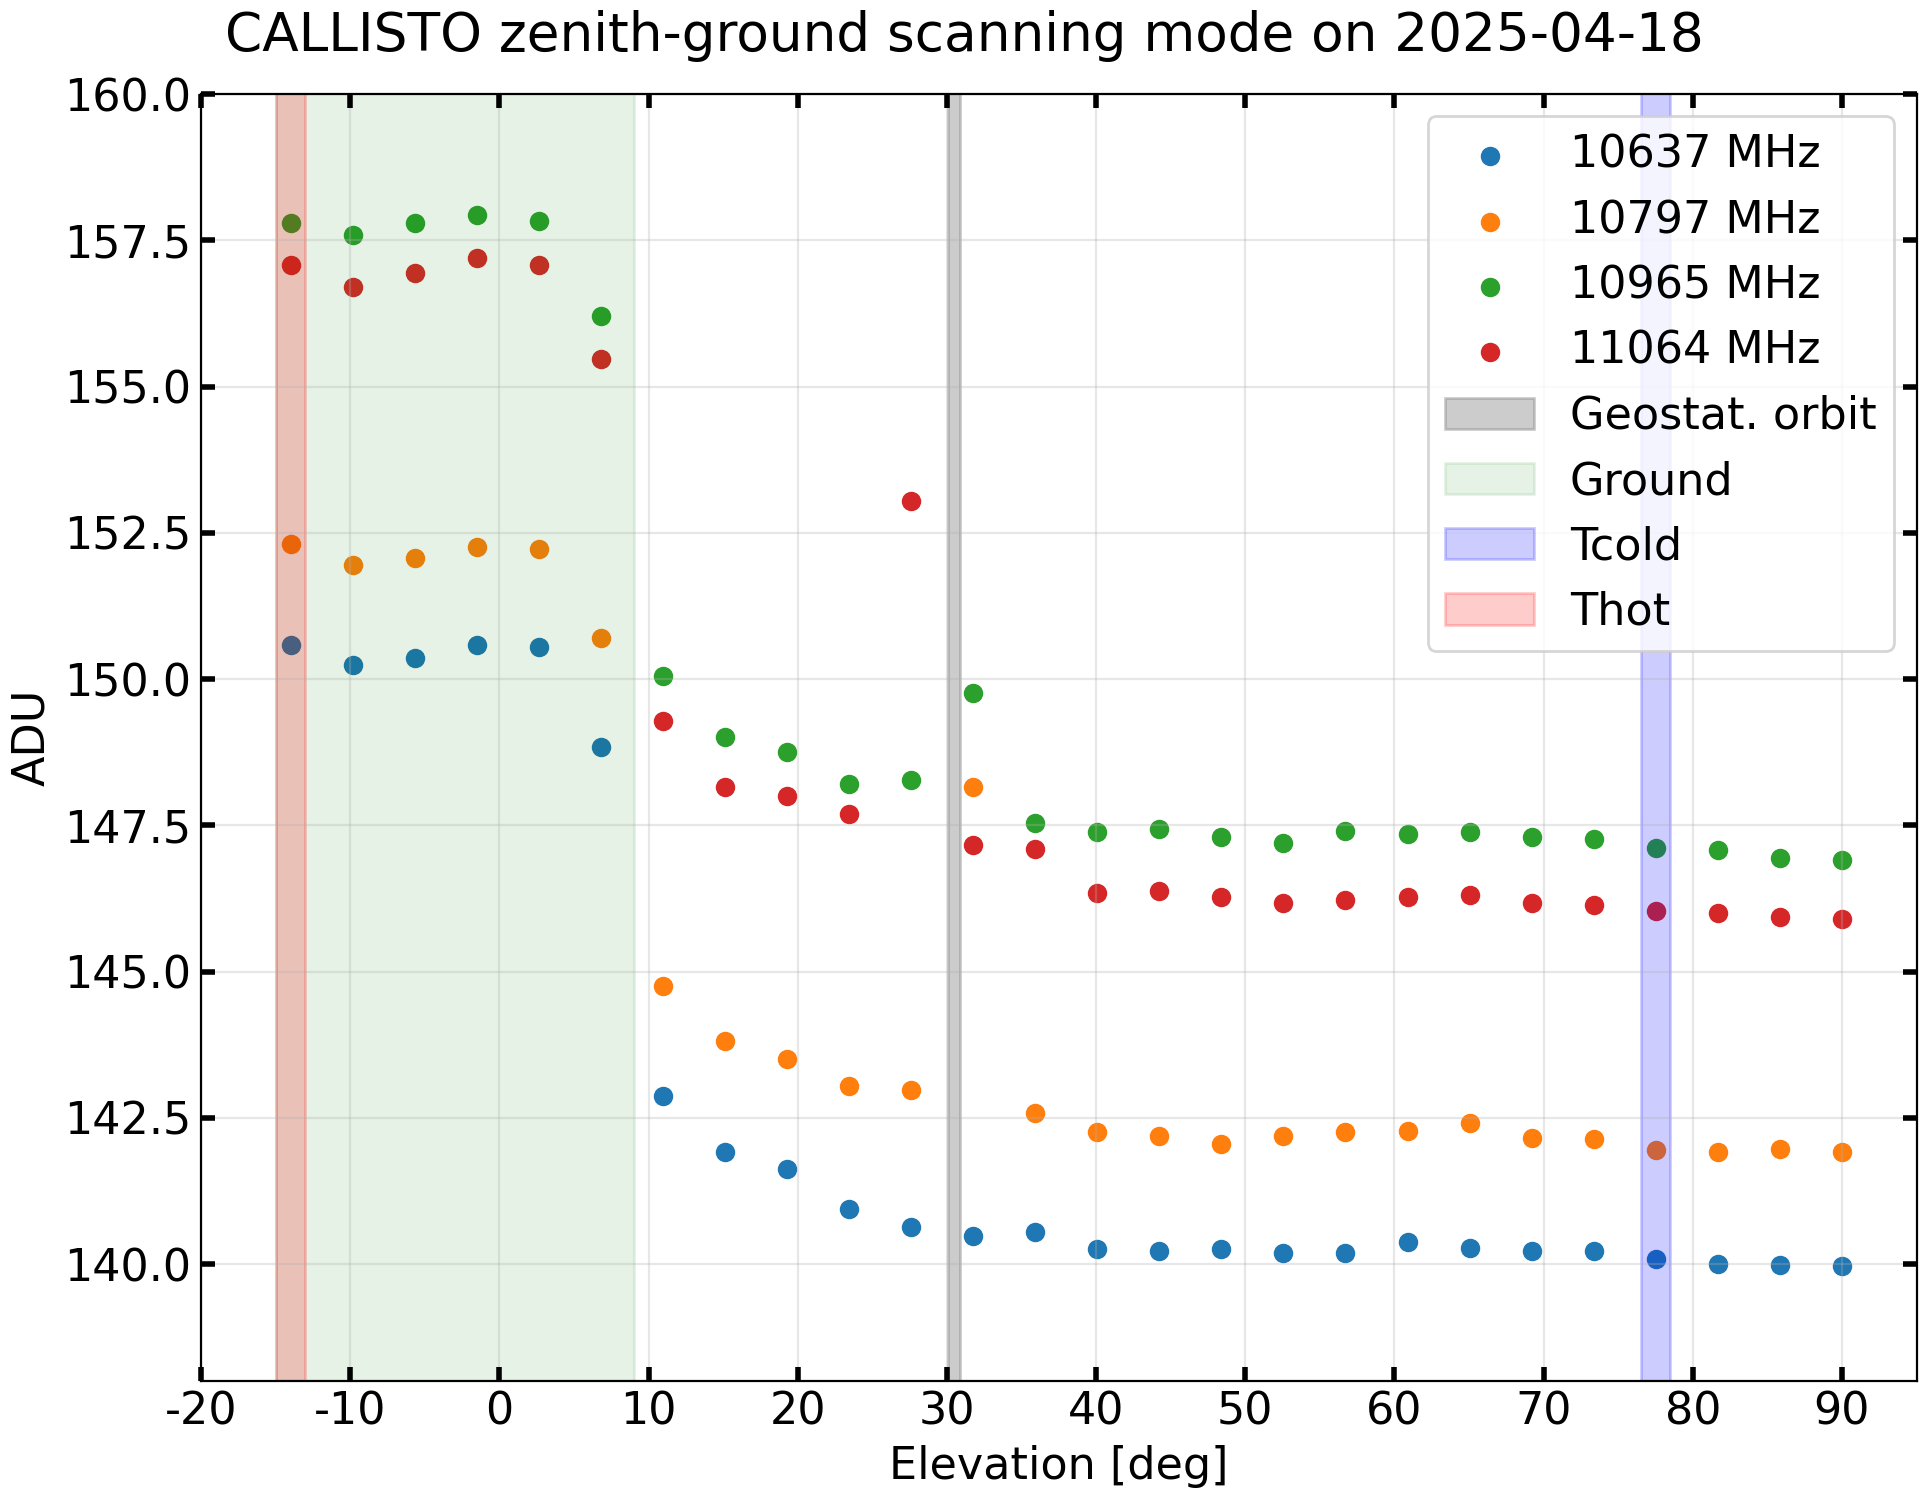 CALLISTO zenith-ground scanning mode on 2025-04-18
160.0
157.5
155.0
152.5
150.0
147.5
145.0
142.5
140.0
ADU
10637 MHz
10797 MHz
10965 MHz
11064 MHz
Geostat. orbit
Ground
Tcold
Thot
-20 -10 0 10 20 30 40 50 60 70 80 90
Elevation [deg]